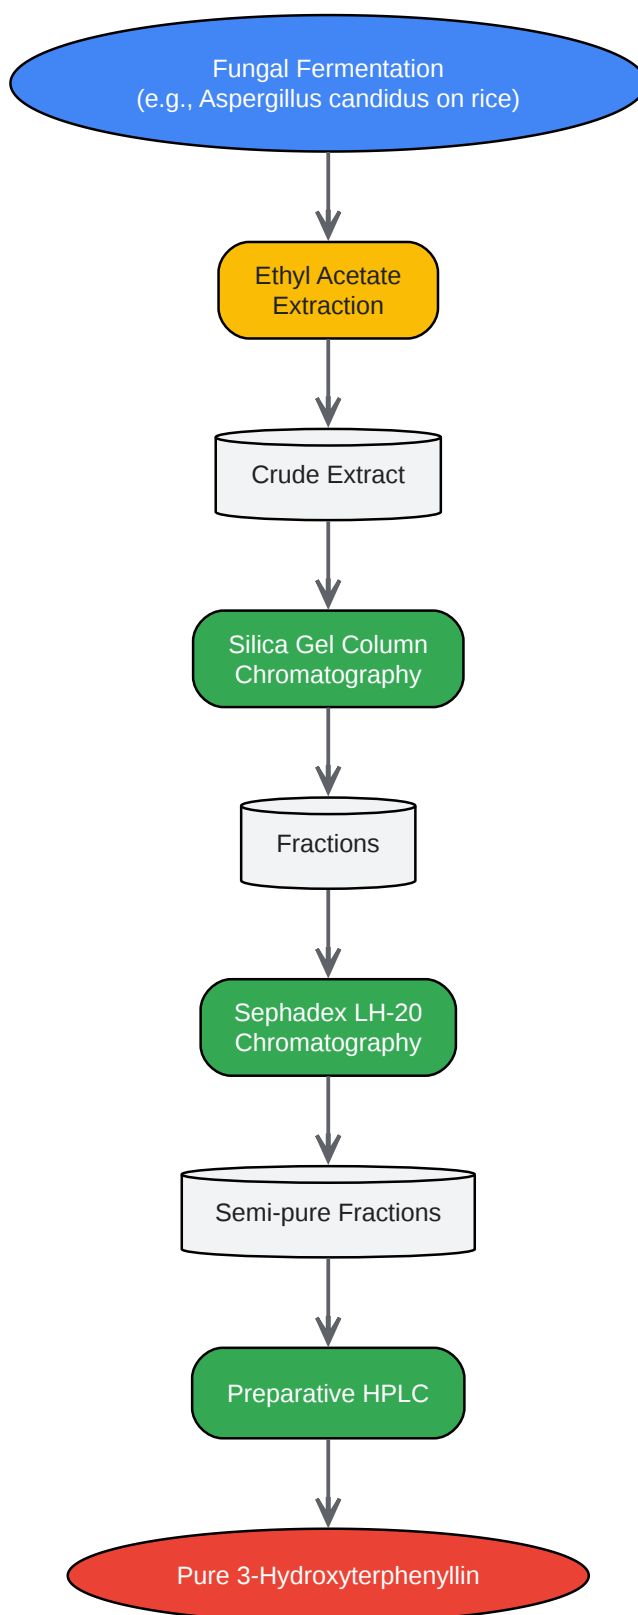 Fungal Fermentation
(e.g., Aspergillus candidus on rice)
Ethyl Acetate
Extraction
Crude Extract
Silica Gel Column
Chromatography
Fractions
Sephadex LH-20
Chromatography
Semi-pure Fractions
Preparative HPLC
Pure 3-Hydroxyterphenyllin